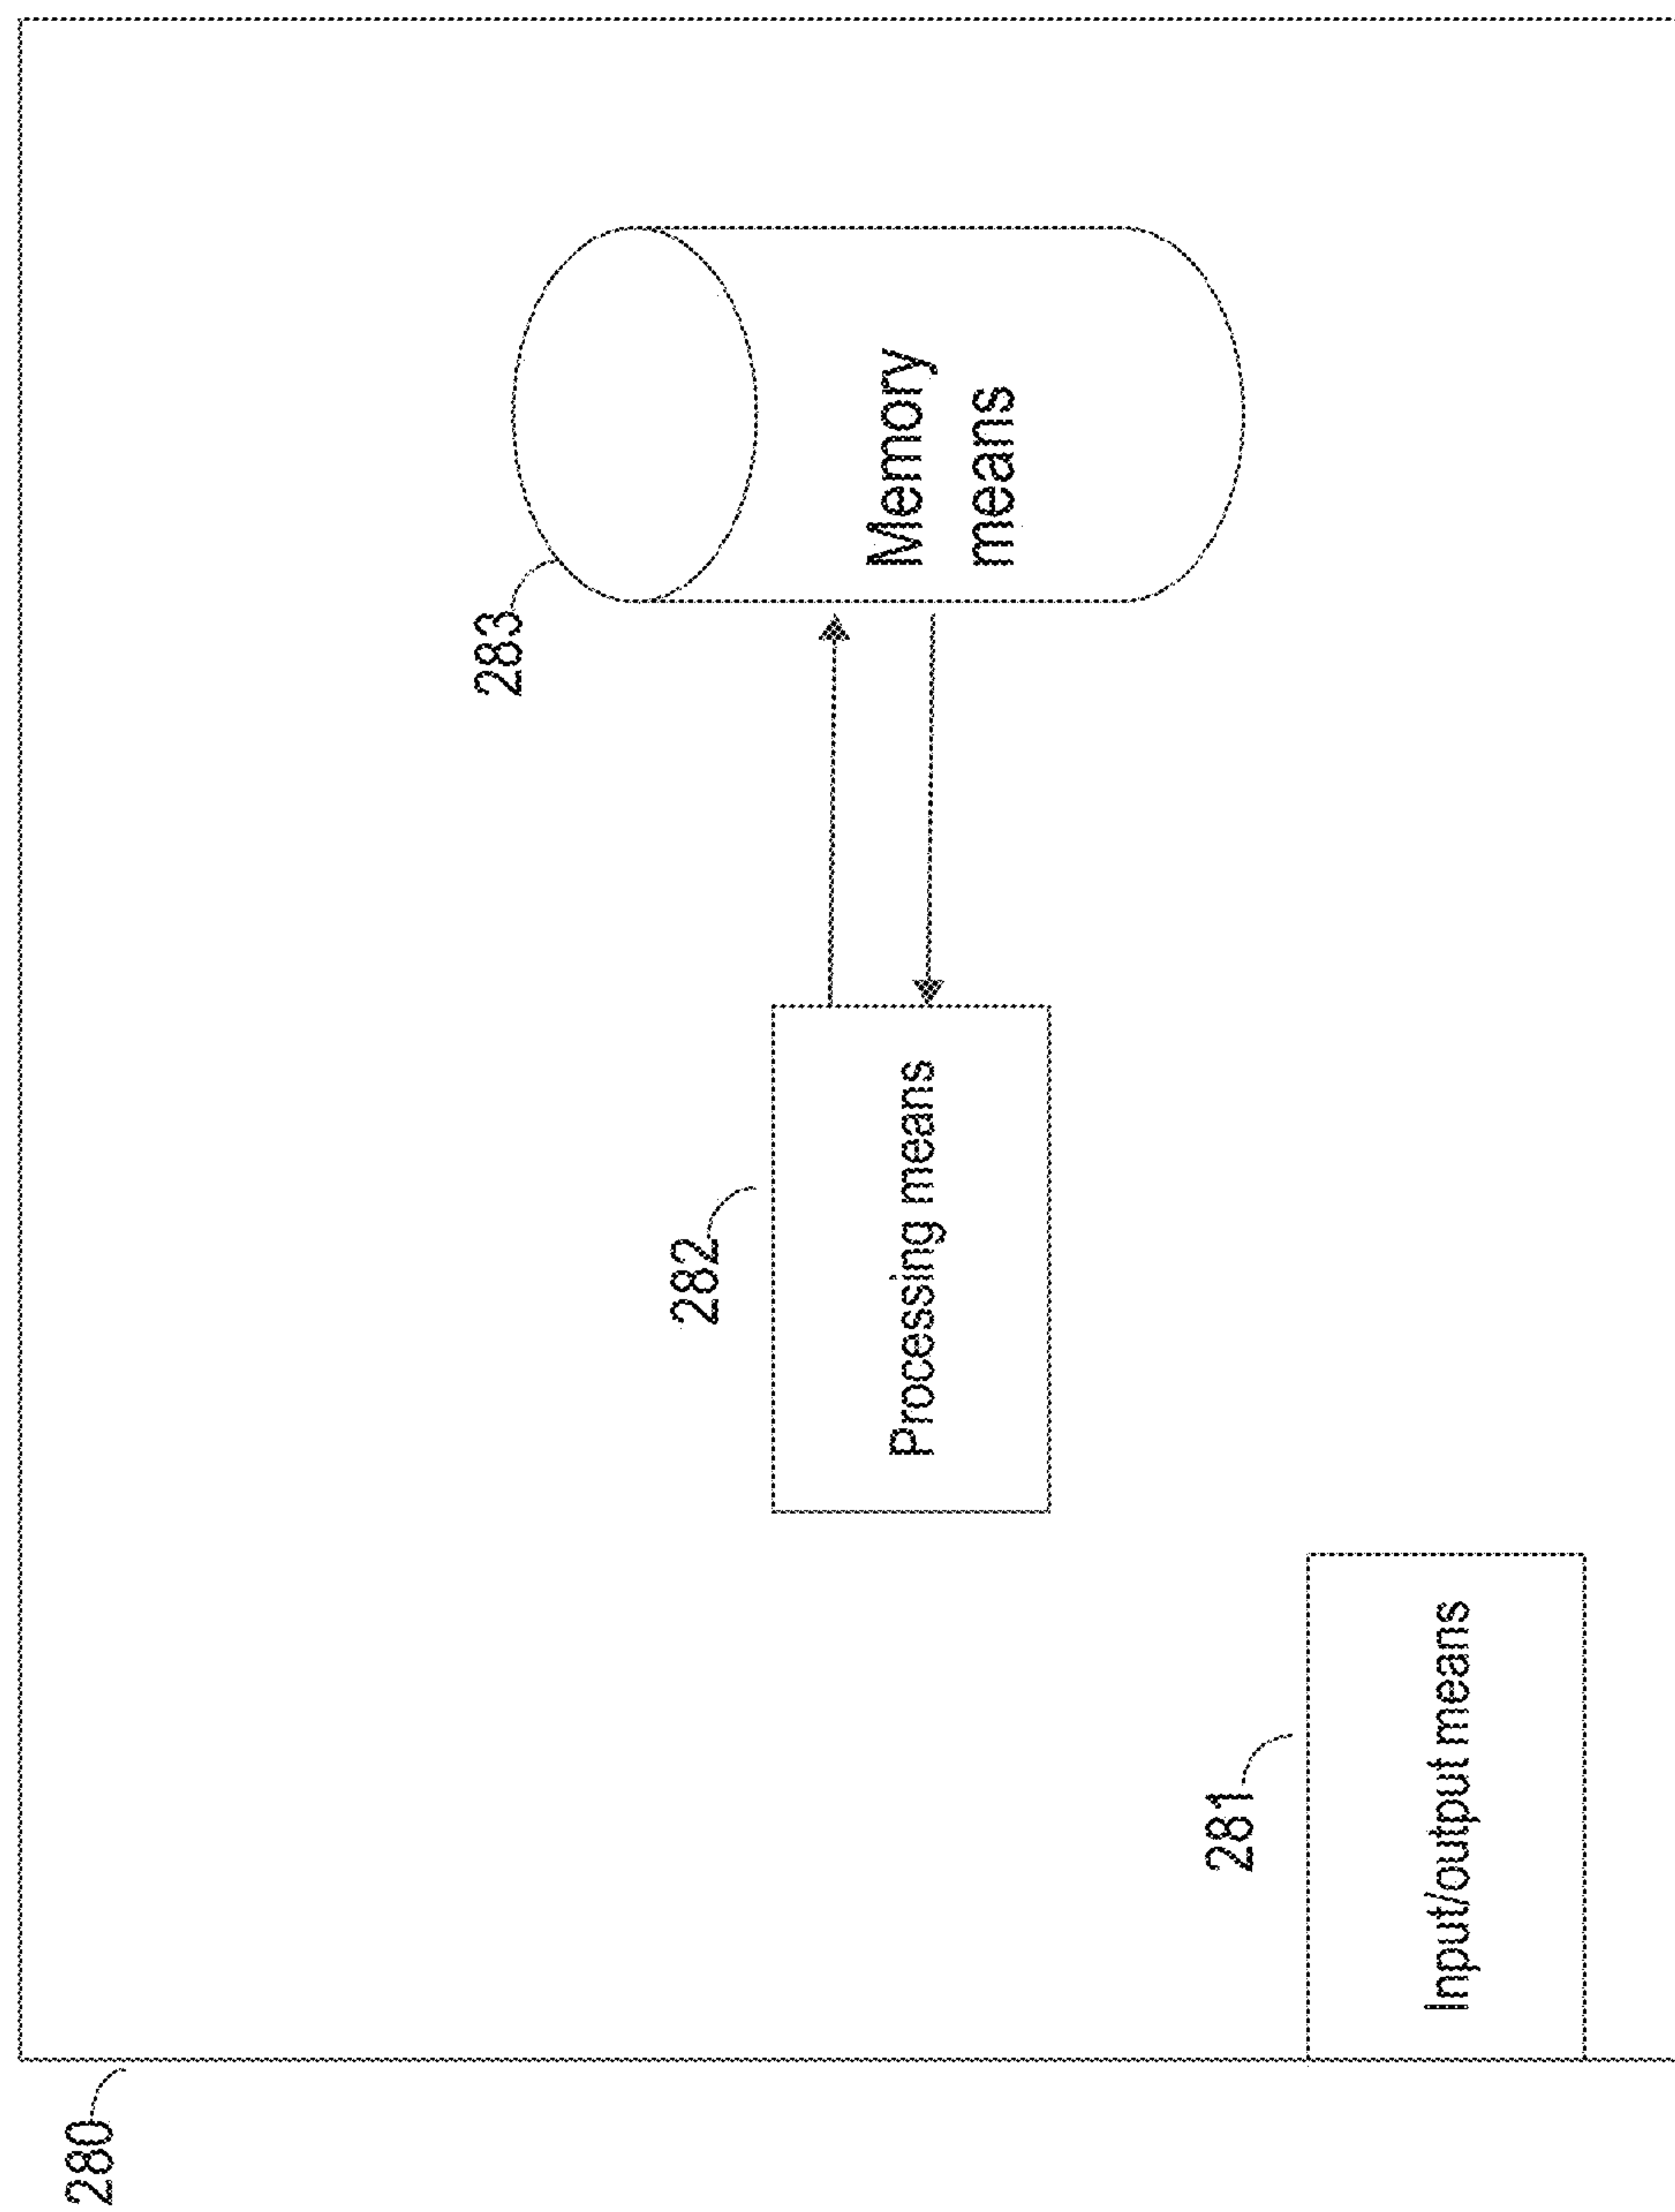 280
281
Input/output means
282
Processing means
283
Memory
means